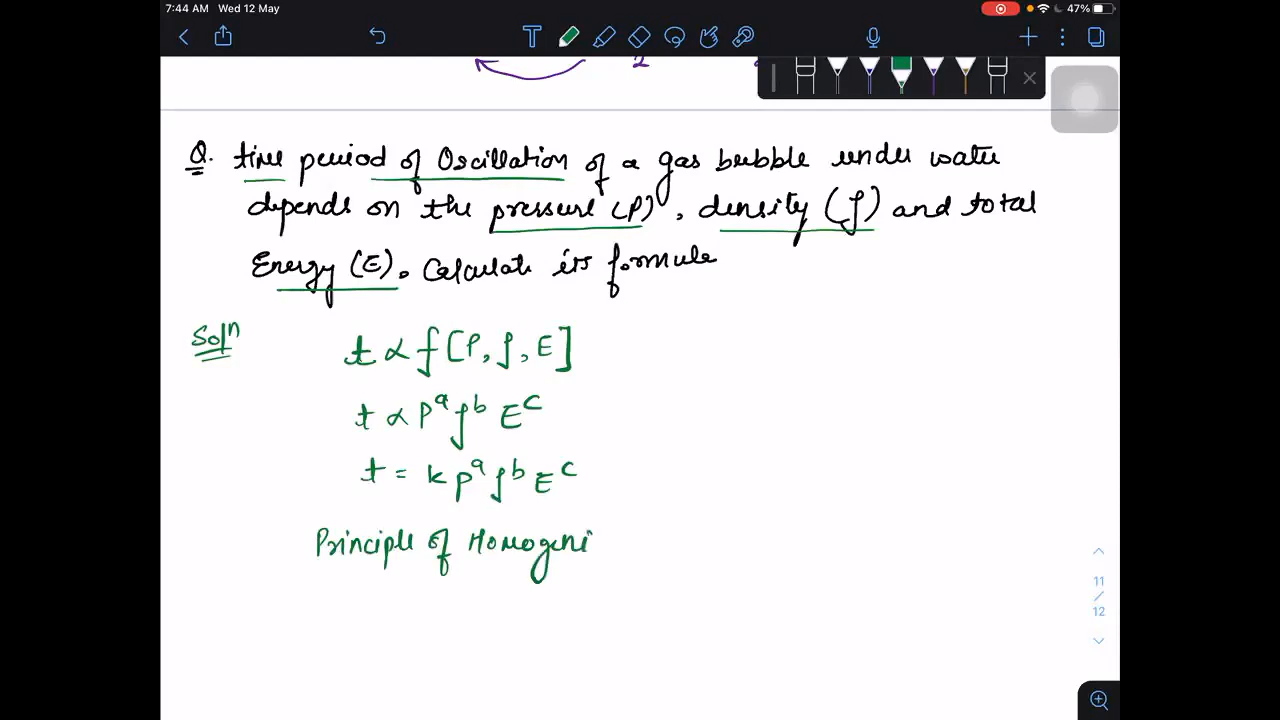 7:44 AM Wed 12 May
47%
T
2
Q. time period of Oscillation of a gas bubble under water
depends on the pressure (P), density (ρ) and total
Energy (E). Calculate its formula
Solⁿ
t ∝ f [P, ρ, E]
t ∝ Pᵃ ρᵇ Eᶜ
t = k Pᵃ ρᵇ Eᶜ
Principle of Homogeni
11
/
12